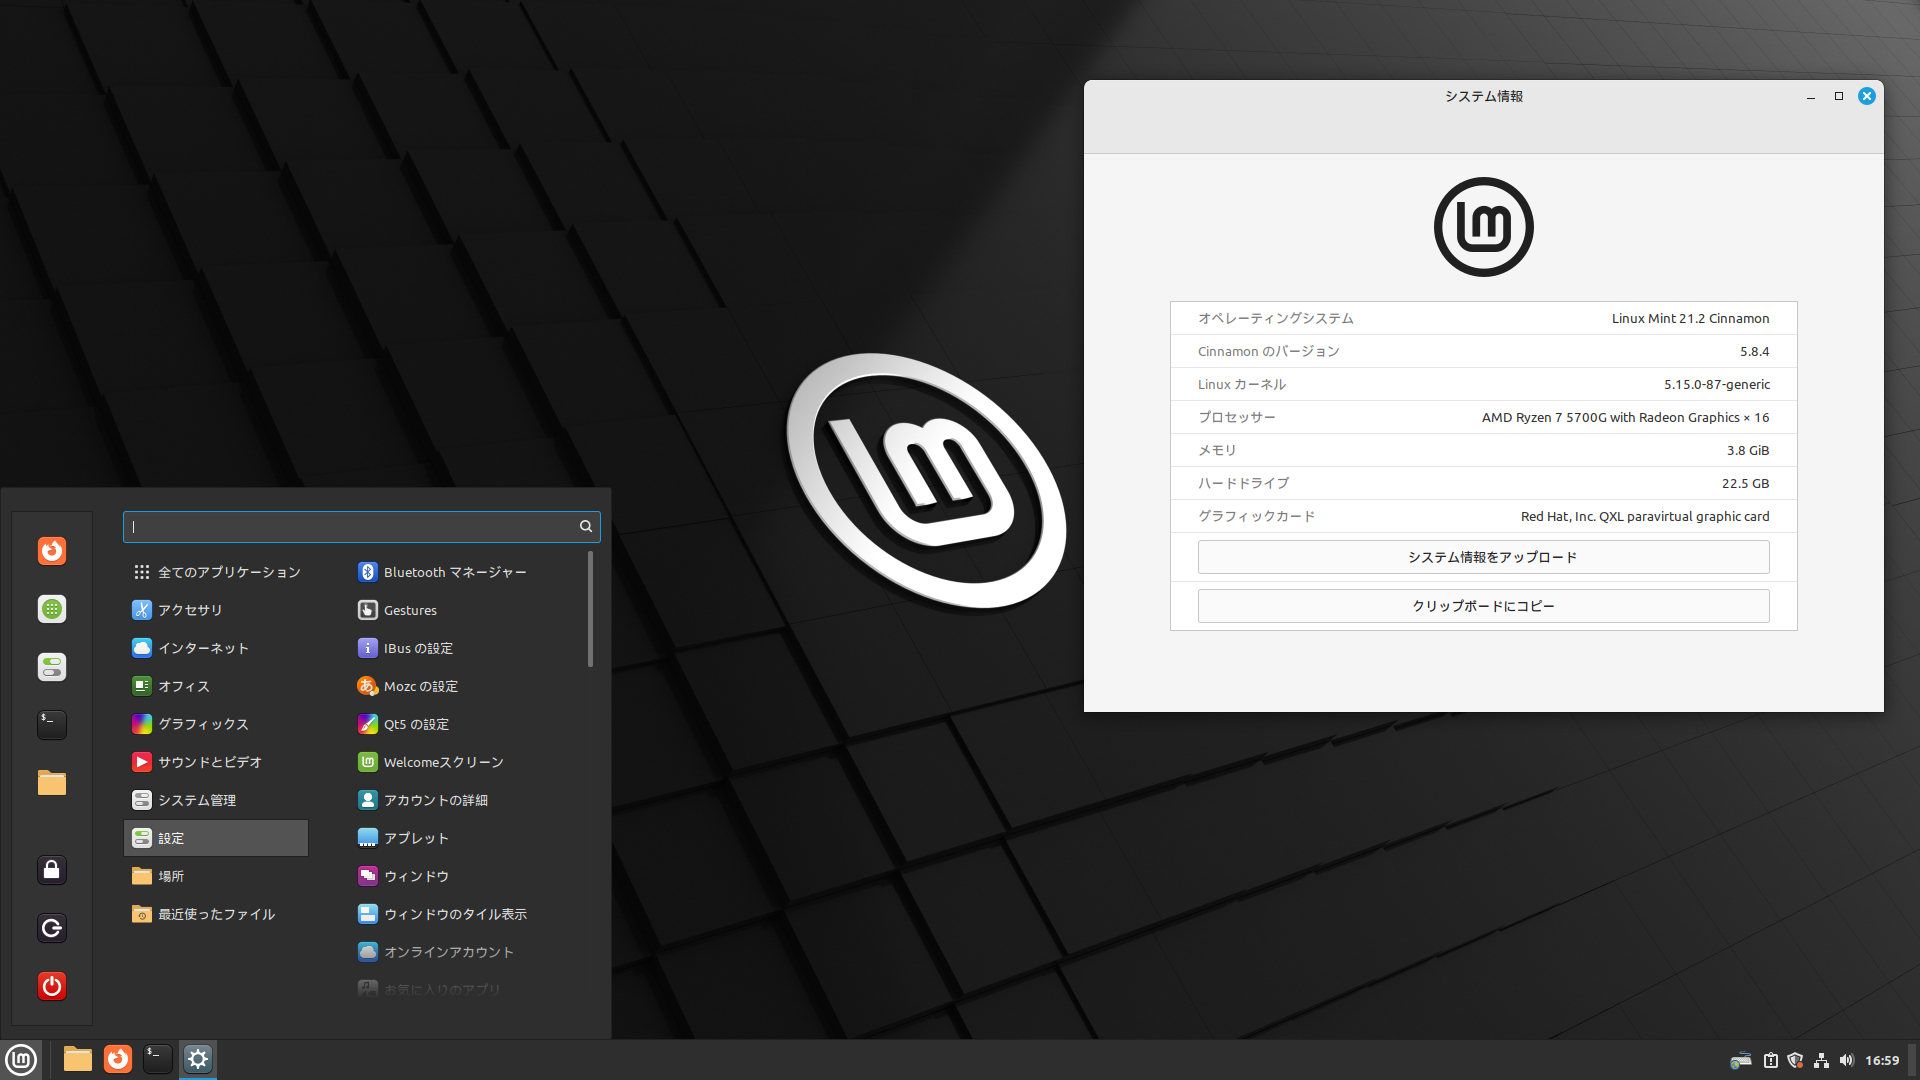 システム情報
オペレーティングシステム Linux Mint 21.2 Cinnamon
Cinnamon のバージョン 5.8.4
Linux カーネル 5.15.0-87-generic
プロセッサー AMD Ryzen 7 5700G with Radeon Graphics × 16
メモリ 3.8 GiB
ハードドライブ 22.5 GB
グラフィックカード Red Hat, Inc. QXL paravirtual graphic card
システム情報をアップロード
クリップボードにコピー
全てのアプリケーション
アクセサリ
インターネット
オフィス
グラフィックス
サウンドとビデオ
システム管理
設定
場所
最近使ったファイル
Bluetooth マネージャー
Gestures
IBus の設定
Mozc の設定
Qt5 の設定
Welcomeスクリーン
アカウントの詳細
アプレット
ウィンドウ
ウィンドウのタイル表示
オンラインアカウント
お気に入りのアプリ
16:59